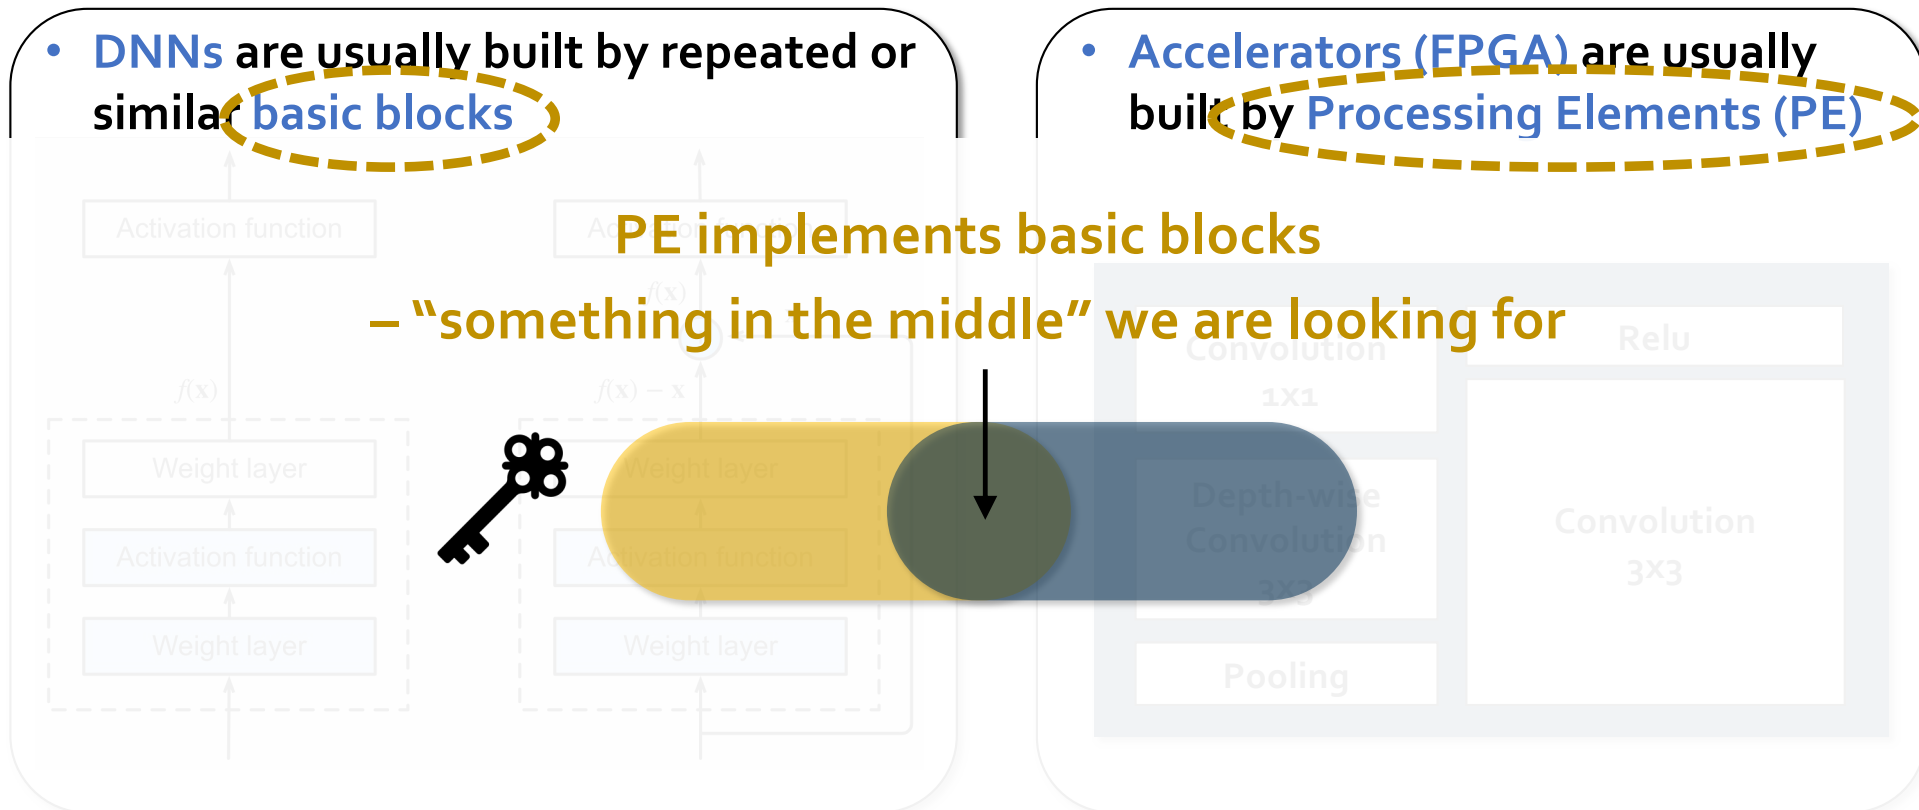 • DNNs are usually built by repeated or
similar basic blocks
• Accelerators (FPGA) are usually
built by Processing Elements (PE)
PE implements basic blocks
– “something in the middle” we are looking for
Activation function
f(x)
Weight layer
Activation function
Weight layer
Activation function
f(x)
f(x) − x
Weight layer
Activation function
Weight layer
Convolution
1x1
Depth-wise
Convolution
3x3
Pooling
Relu
Convolution
3x3